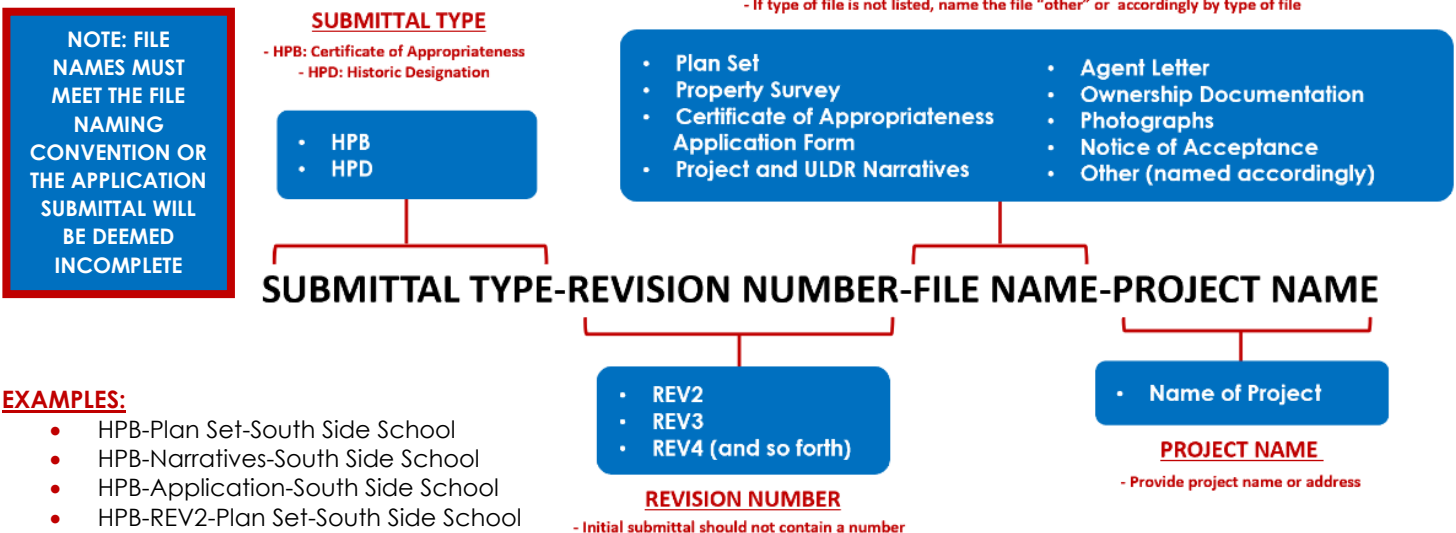 - If type of file is not listed, name the file "other" or accordingly by type of file
NOTE: FILE
NAMES MUST
MEET THE FILE
NAMING
CONVENTION OR
THE APPLICATION
SUBMITTAL WILL
BE DEEMED
INCOMPLETE
SUBMITTAL TYPE
- HPB: Certificate of Appropriateness
- HPD: Historic Designation
• HPB
• HPD
• Plan Set
• Property Survey
• Certificate of Appropriateness
Application Form
• Project and ULDR Narratives
• Agent Letter
• Ownership Documentation
• Photographs
• Notice of Acceptance
• Other (named accordingly)
SUBMITTAL TYPE-REVISION NUMBER-FILE NAME-PROJECT NAME
• REV2
• REV3
• REV4 (and so forth)
REVISION NUMBER
- Initial submittal should not contain a number
• Name of Project
PROJECT NAME
- Provide project name or address
EXAMPLES:
• HPB-Plan Set-South Side School
• HPB-Narratives-South Side School
• HPB-Application-South Side School
• HPB-REV2-Plan Set-South Side School